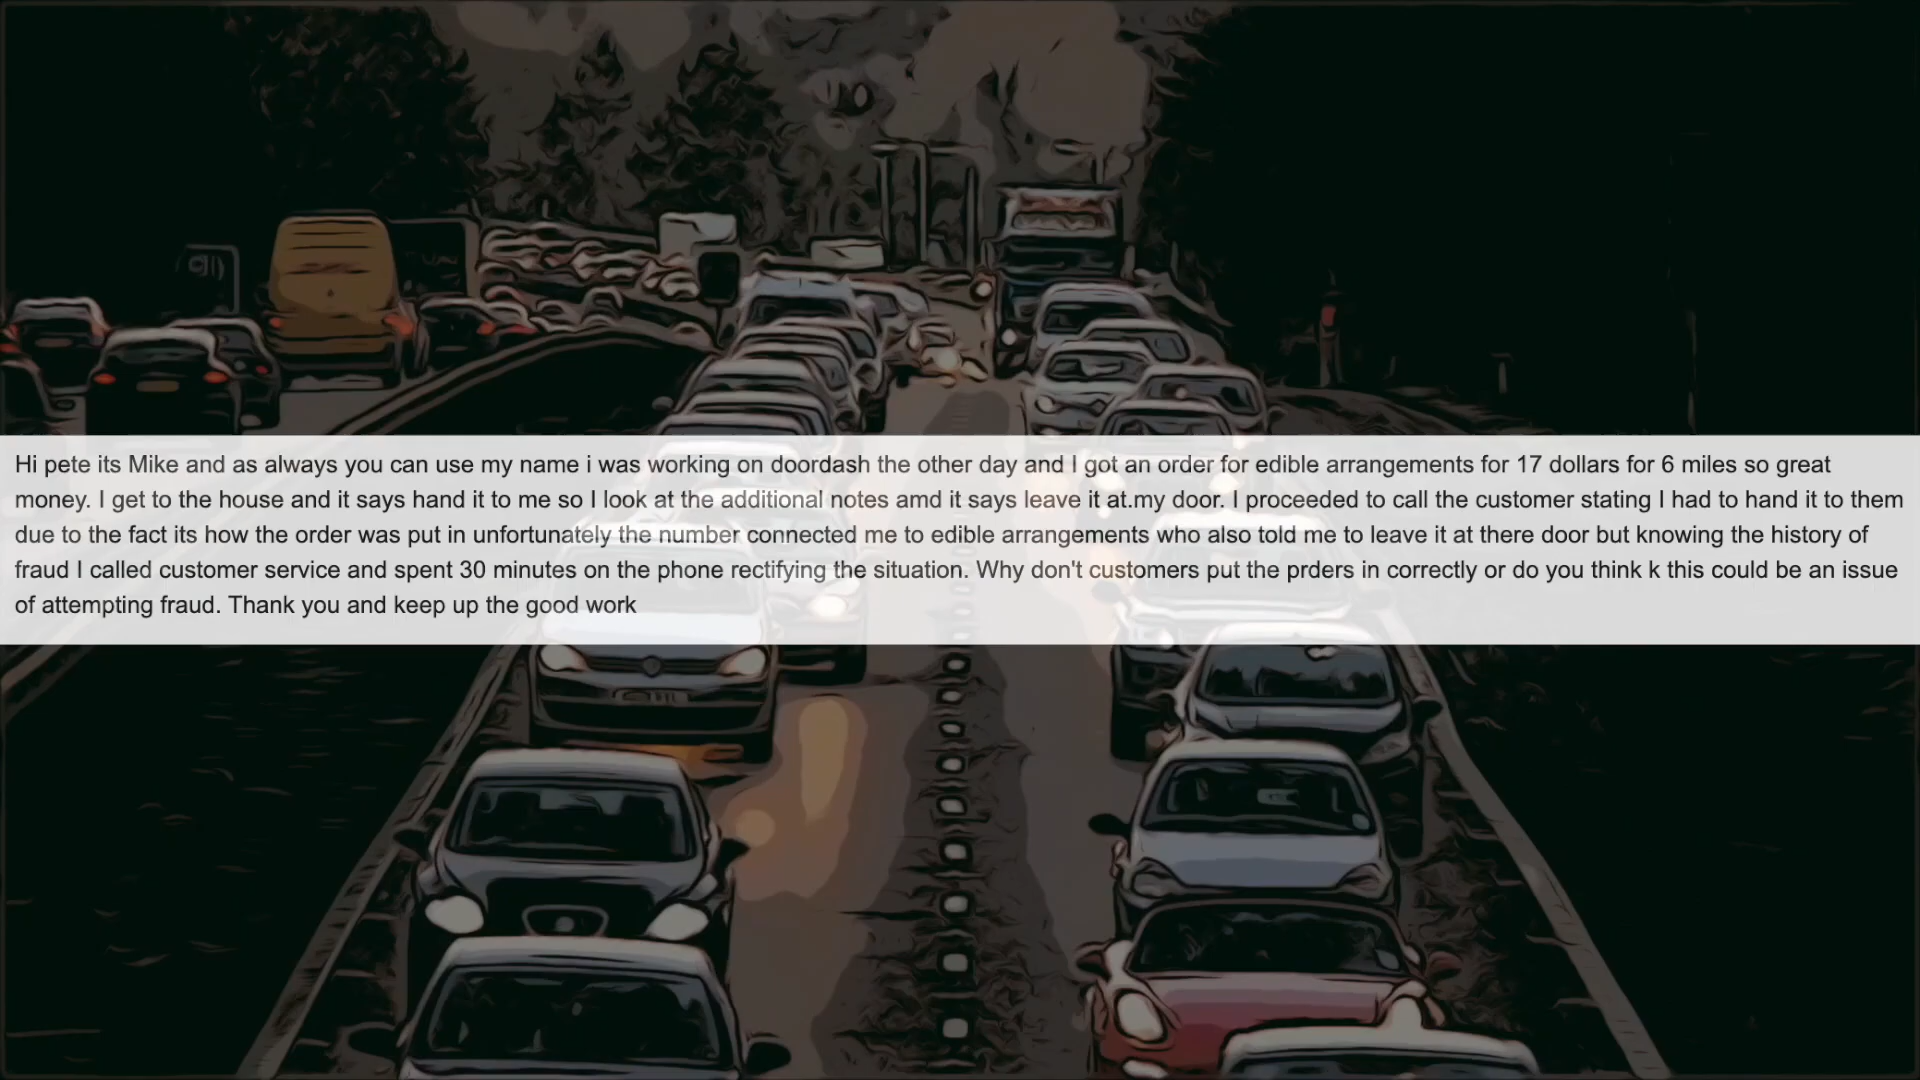 Hi pete its Mike and as always you can use my name i was working on doordash the other day and I got an order for edible arrangements for 17 dollars for 6 miles so great
money. I get to the house and it says hand it to me so I look at the additional notes amd it says leave it at.my door. I proceeded to call the customer stating I had to hand it to them
due to the fact its how the order was put in unfortunately the number connected me to edible arrangements who also told me to leave it at there door but knowing the history of
fraud I called customer service and spent 30 minutes on the phone rectifying the situation. Why don't customers put the prders in correctly or do you think k this could be an issue
of attempting fraud. Thank you and keep up the good work